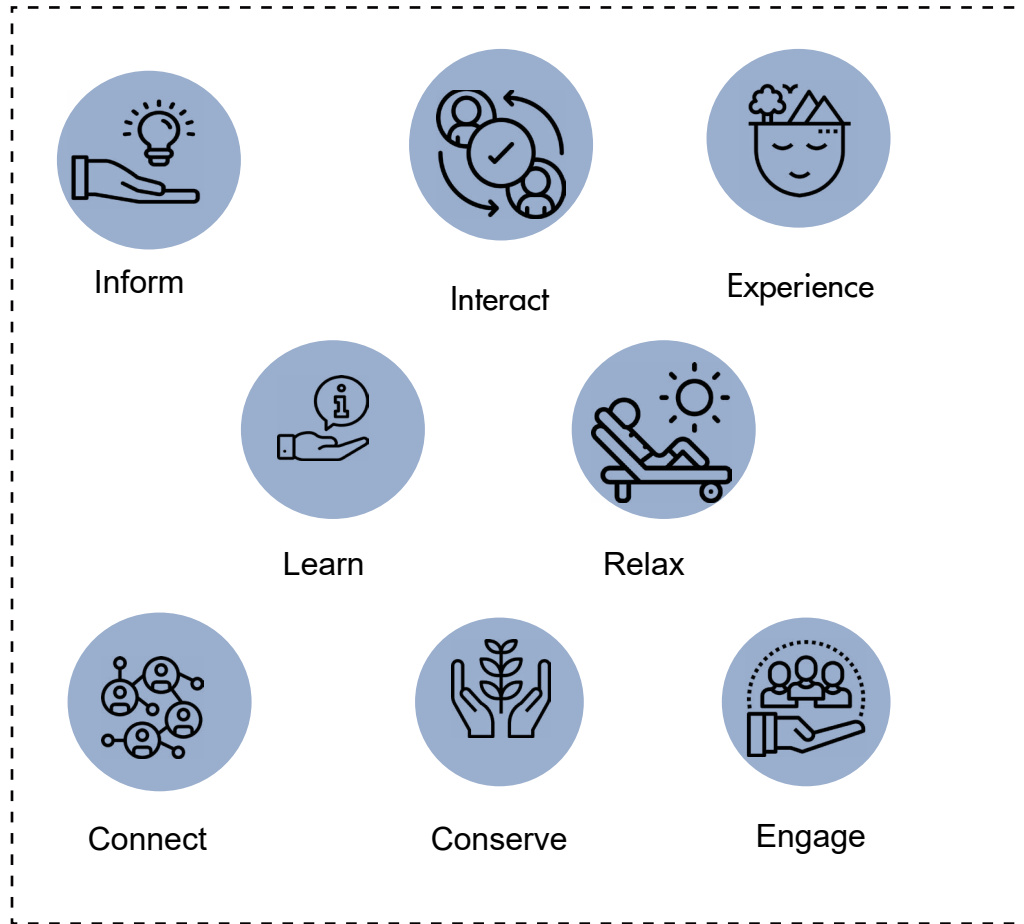 Inform
Interact
Experience
Learn
Relax
Connect
Conserve
Engage